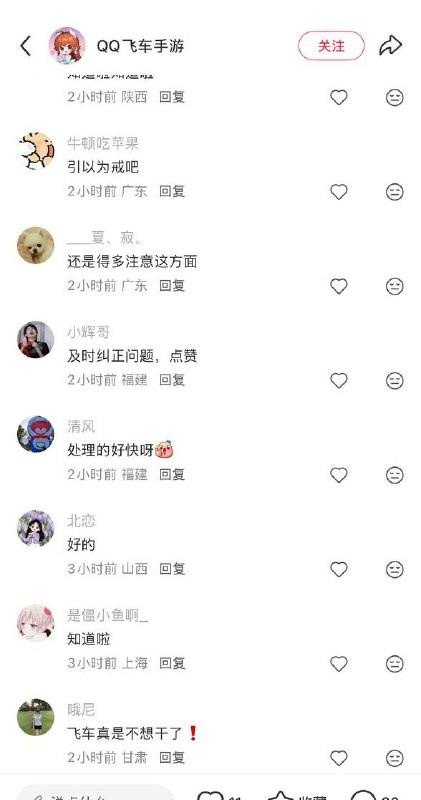 QQ飞车手游
关注
知道啦知道啦
2小时前 陕西 回复
牛顿吃苹果
引以为戒吧
2小时前 广东 回复
___夏、寂。
还是得多注意这方面
2小时前 广东 回复
小辉哥
及时纠正问题，点赞
2小时前 福建 回复
清风
处理的好快呀
2小时前 福建 回复
北恋
好的
3小时前 山西 回复
是僵小鱼啊_
知道啦
3小时前 上海 回复
哦尼
飞车真是不想干了❗
2小时前 甘肃 回复